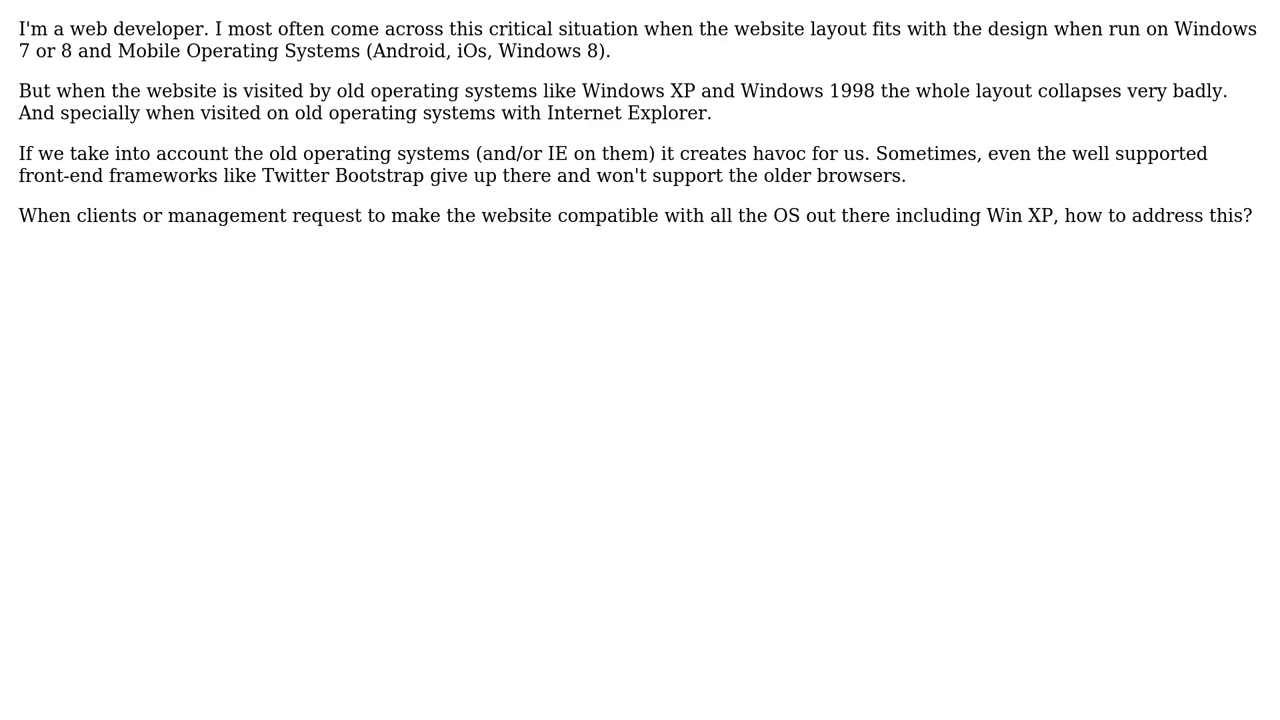 I'm a web developer. I most often come across this critical situation when the website layout fits with the design when run on Windows
7 or 8 and Mobile Operating Systems (Android, iOs, Windows 8).
But when the website is visited by old operating systems like Windows XP and Windows 1998 the whole layout collapses very badly.
And specially when visited on old operating systems with Internet Explorer.
If we take into account the old operating systems (and/or IE on them) it creates havoc for us. Sometimes, even the well supported
front-end frameworks like Twitter Bootstrap give up there and won't support the older browsers.
When clients or management request to make the website compatible with all the OS out there including Win XP, how to address this?